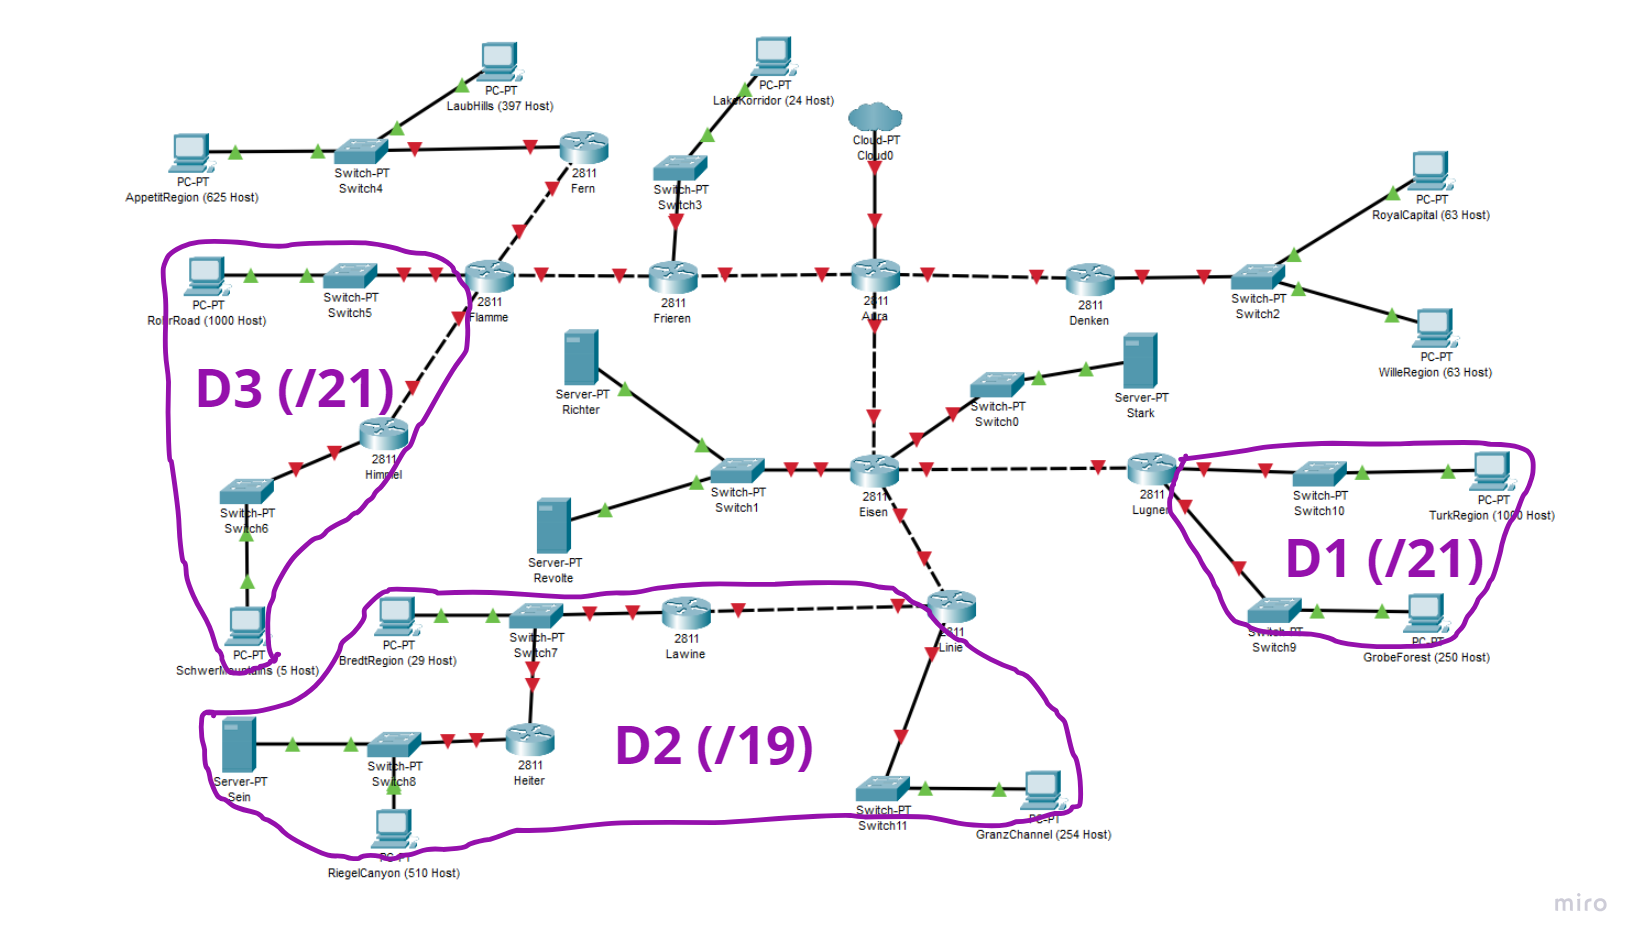 PC-PT
LaubHills (397 Host)
PC-PT
LakeKorridor (24 Host)
Cloud-PT
Cloud0
PC-PT
AppetitRegion (625 Host)
Switch-PT
Switch4
2811
Fern
Switch-PT
Switch3
PC-PT
RoyalCapital (63 Host)
PC-PT
RohrRoad (1000 Host)
Switch-PT
Switch5
2811
Flamme
2811
Frieren
2811
Aura
2811
Denken
Switch-PT
Switch2
PC-PT
WilleRegion (63 Host)
D3 (/21)
Server-PT
Richter
Switch-PT
Switch0
Server-PT
Stark
2811
Himmel
Switch-PT
Switch6
Switch-PT
Switch1
2811
Eisen
2811
Lugner
Switch-PT
Switch10
PC-PT
TurkRegion (1000 Host)
D1 (/21)
Server-PT
Revolte
PC-PT
SchwerMountains (5 Host)
PC-PT
BredtRegion (29 Host)
Switch-PT
Switch7
2811
Lawine
2811
Linie
Switch-PT
Switch9
PC-PT
GrobeForest (250 Host)
D2 (/19)
Server-PT
Sein
Switch-PT
Switch8
2811
Heiter
Switch-PT
Switch11
PC-PT
GranzChannel (254 Host)
PC-PT
RiegelCanyon (510 Host)
miro